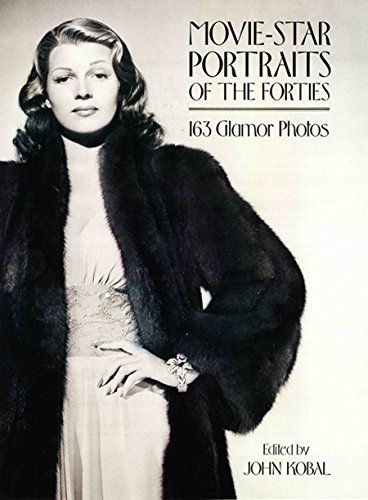 MOVIE-STAR
PORTRAITS
OF THE FORTIES
163 Glamor Photos
Edited by
JOHN KOBAL